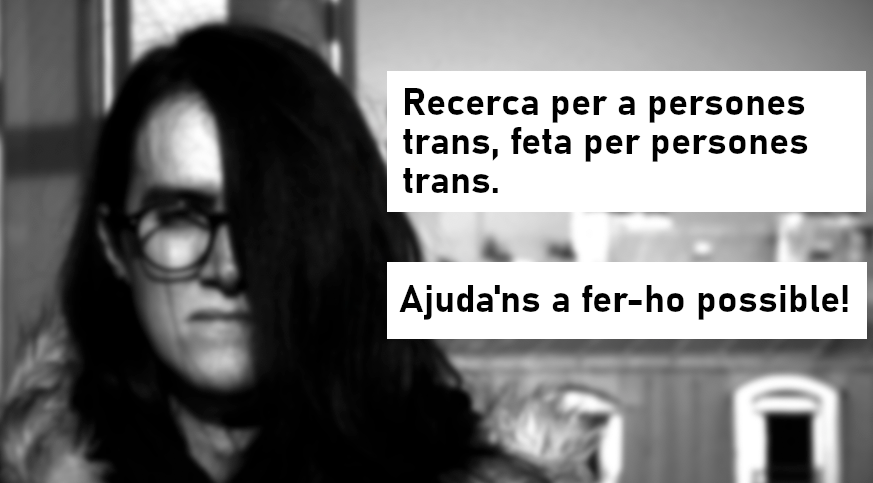 Recerca per a persones
trans, feta per persones
trans.
Ajuda'ns a fer-ho possible!